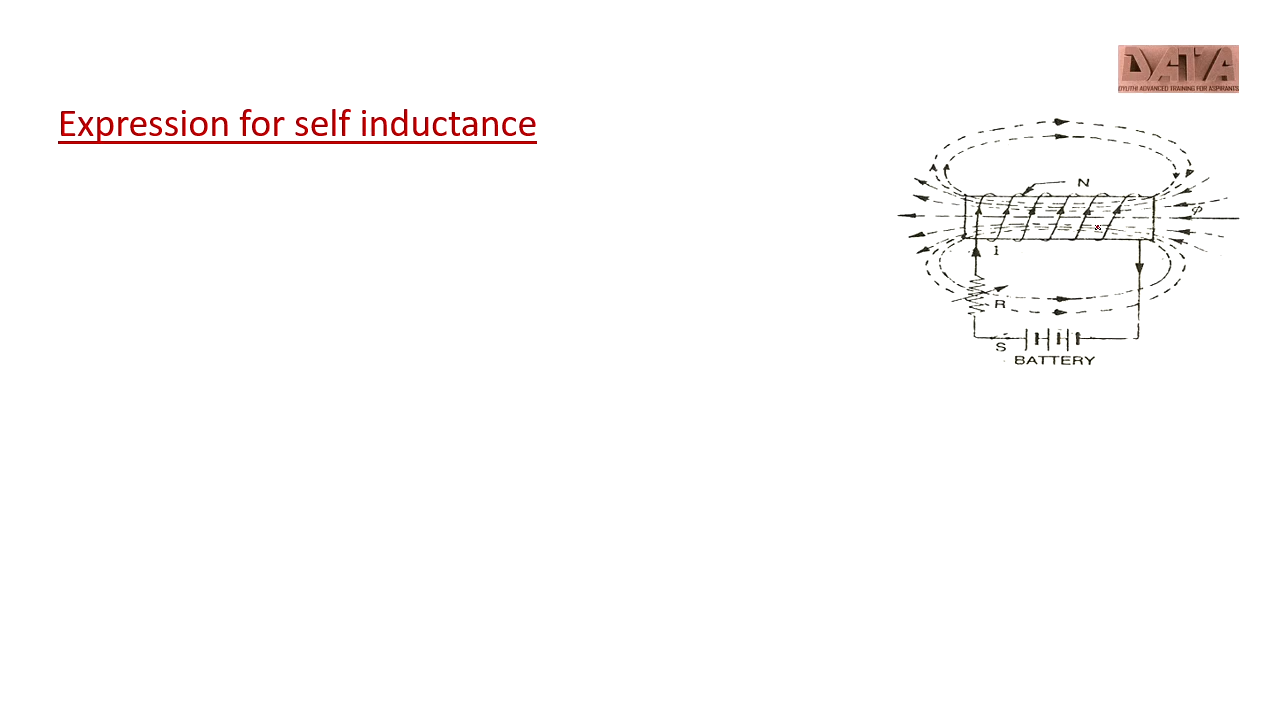 DATA
DYUTHI ADVANCED TRAINING FOR ASPIRANTS
Expression for self inductance
N
φ
i
R
S
BATTERY